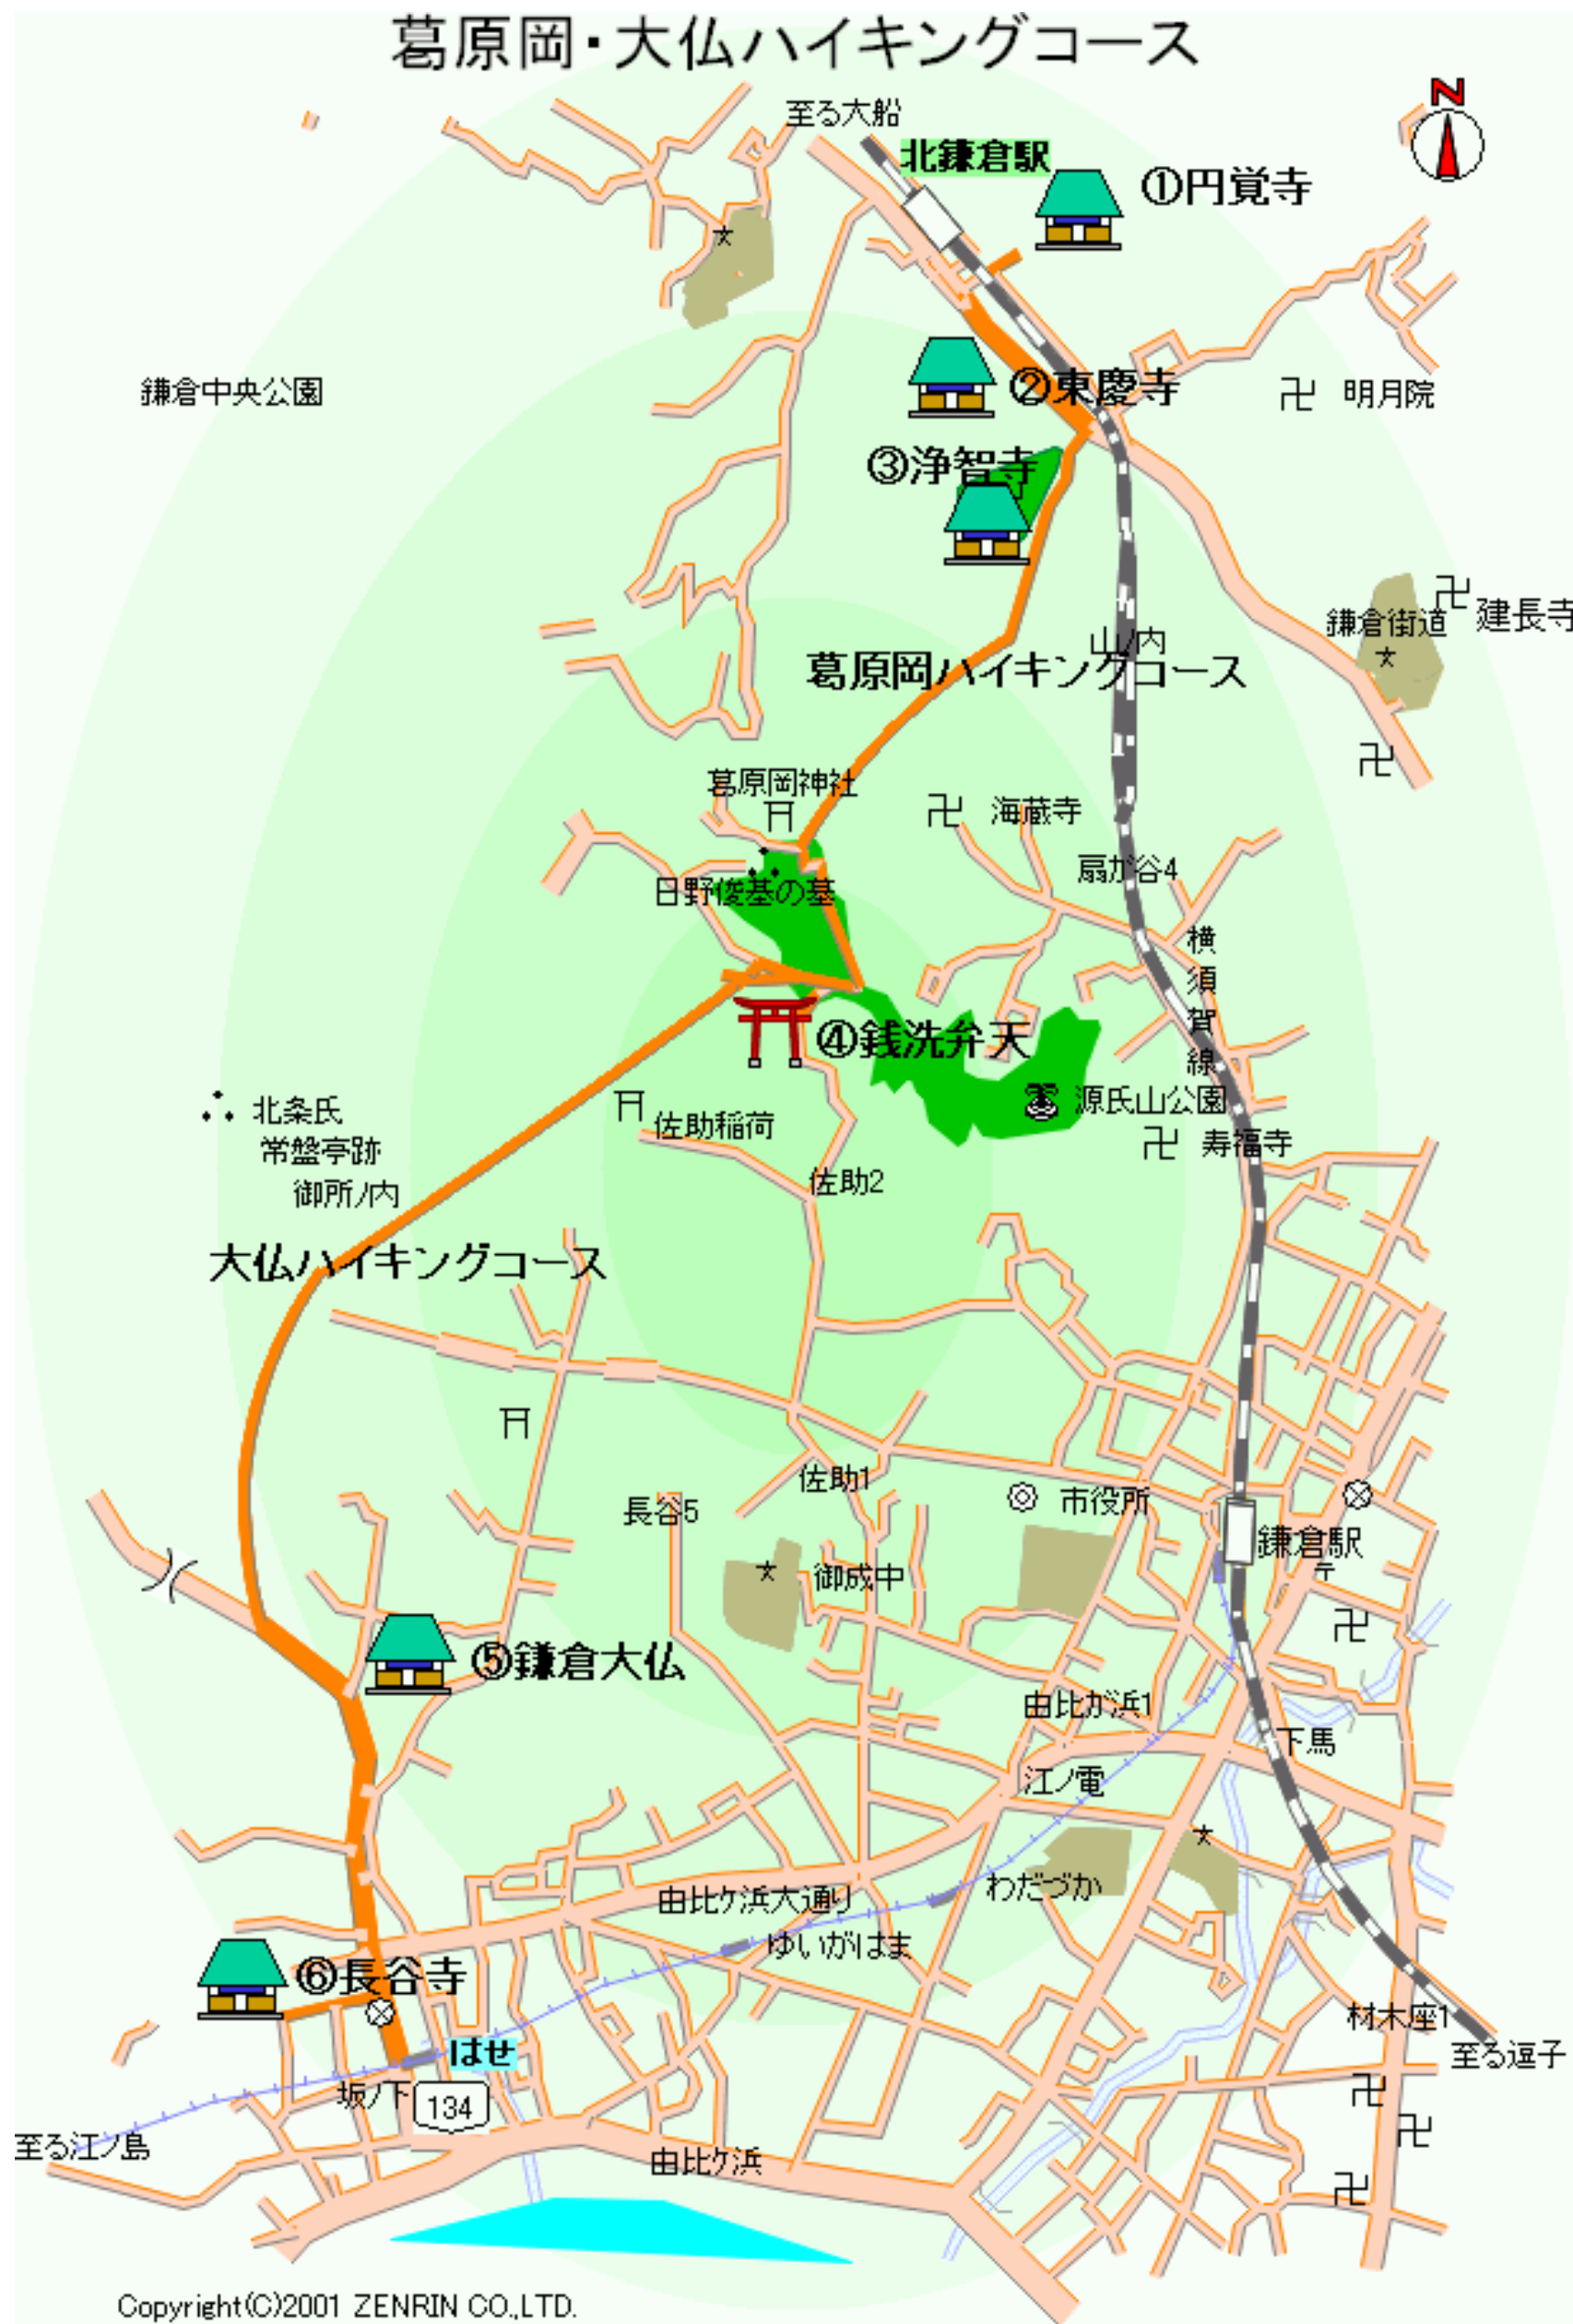 葛原岡・大仏ハイキングコース
至る大船
北鎌倉駅
N
①円覚寺
鎌倉中央公園
②東慶寺
明月院
③浄智寺
鎌倉街道
建長寺
山ノ内
葛原岡ハイキングコース
葛原岡神社
海蔵寺
扇が谷4
日野俊基の墓
横須賀線
④銭洗弁天
源氏山公園
北条氏
常盤亭跡
佐助稲荷
寿福寺
御所ノ内
佐助2
大仏ハイキングコース
佐助1
長谷5
市役所
鎌倉駅
御成中
⑤鎌倉大仏
由比が浜1
下馬
江ノ電
わだづか
由比ケ浜大通り
ゆいがはま
⑥長谷寺
材木座1
はせ
至る逗子
坂ノ下
134
至る江ノ島
由比ケ浜
Copyright(C)2001 ZENRIN CO.,LTD.